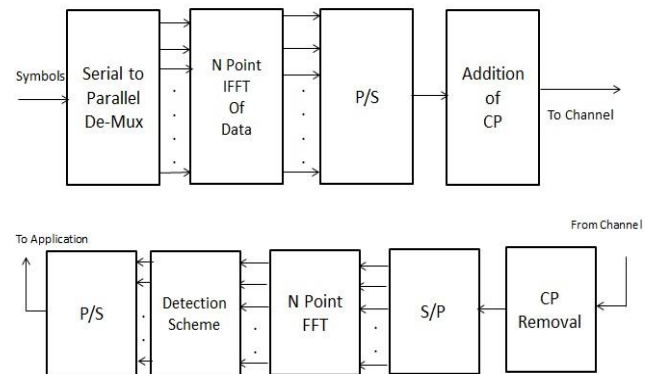 Symbols
Serial to
Parallel
De-Mux
N Point
IFFT
Of
Data
P/S
Addition
of
CP
To Channel
From Channel
To Application
P/S
Detection
Scheme
N Point
FFT
S/P
CP
Removal